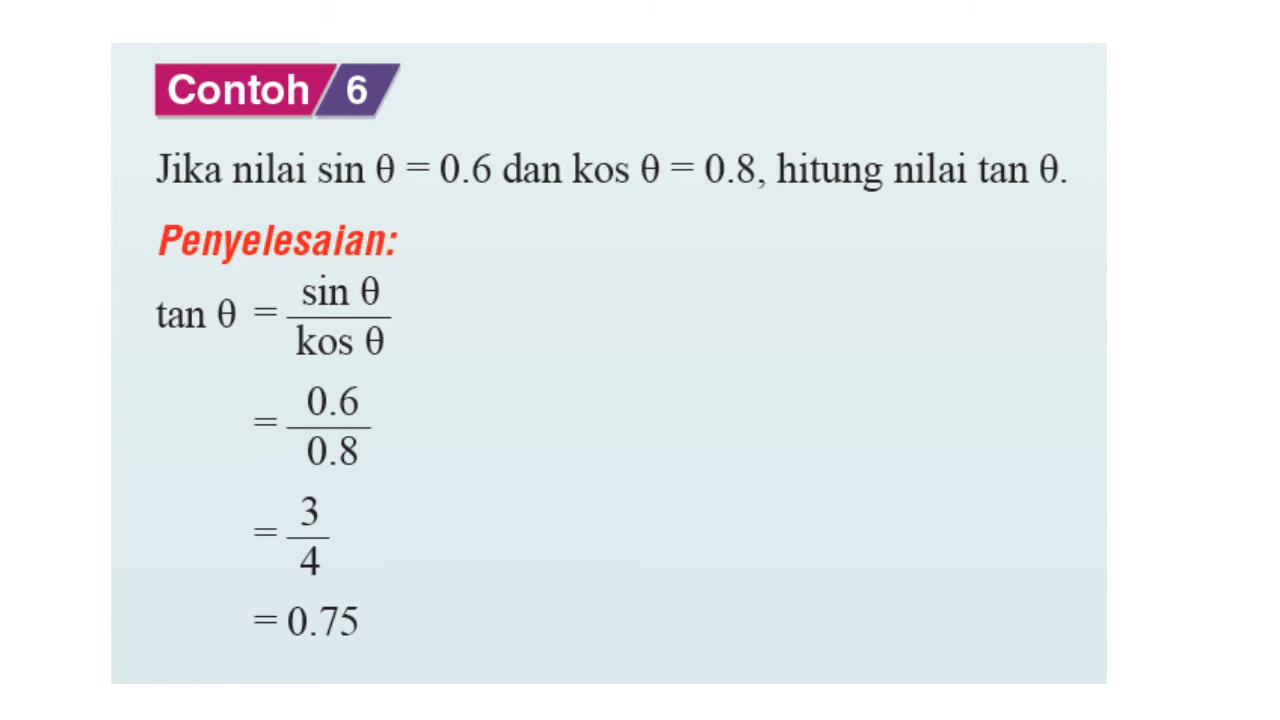 Contoh 6
Jika nilai sin θ = 0.6 dan kos θ = 0.8, hitung nilai tan θ.
Penyelesaian:
tan θ = sin θ / kos θ
= 0.6 / 0.8
= 3 / 4
= 0.75